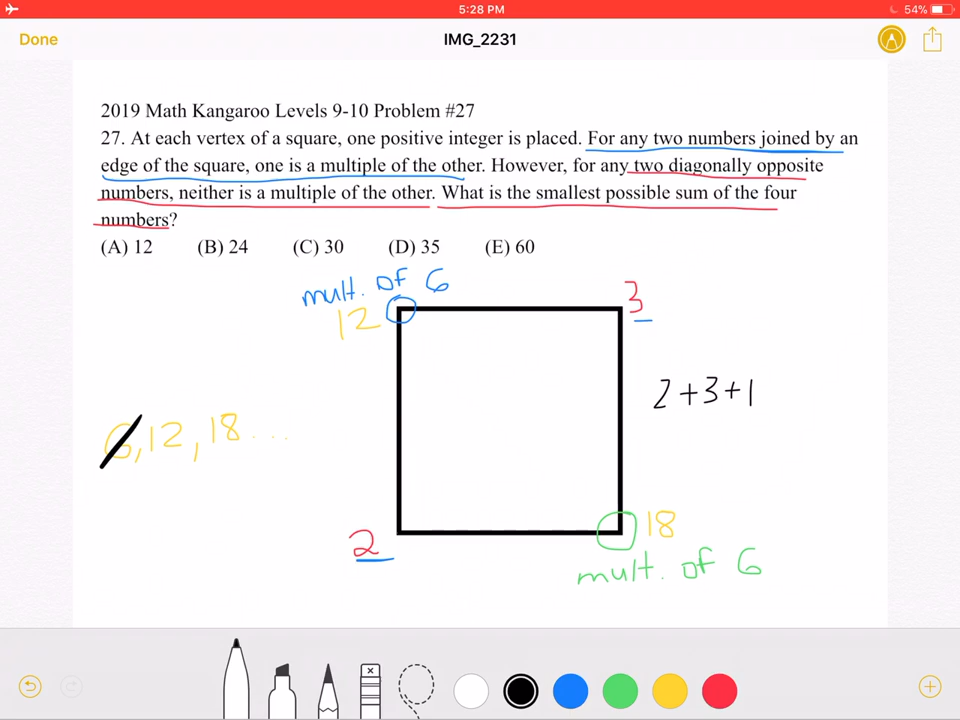 5:28 PM
54%
Done
IMG_2231
2019 Math Kangaroo Levels 9-10 Problem #27
27. At each vertex of a square, one positive integer is placed. For any two numbers joined by an
edge of the square, one is a multiple of the other. However, for any two diagonally opposite
numbers, neither is a multiple of the other. What is the smallest possible sum of the four
numbers?
(A) 12 (B) 24 (C) 30 (D) 35 (E) 60
mult. of 6
12
3
2+3+1
6, 12, 18...
18
2
mult. of 6